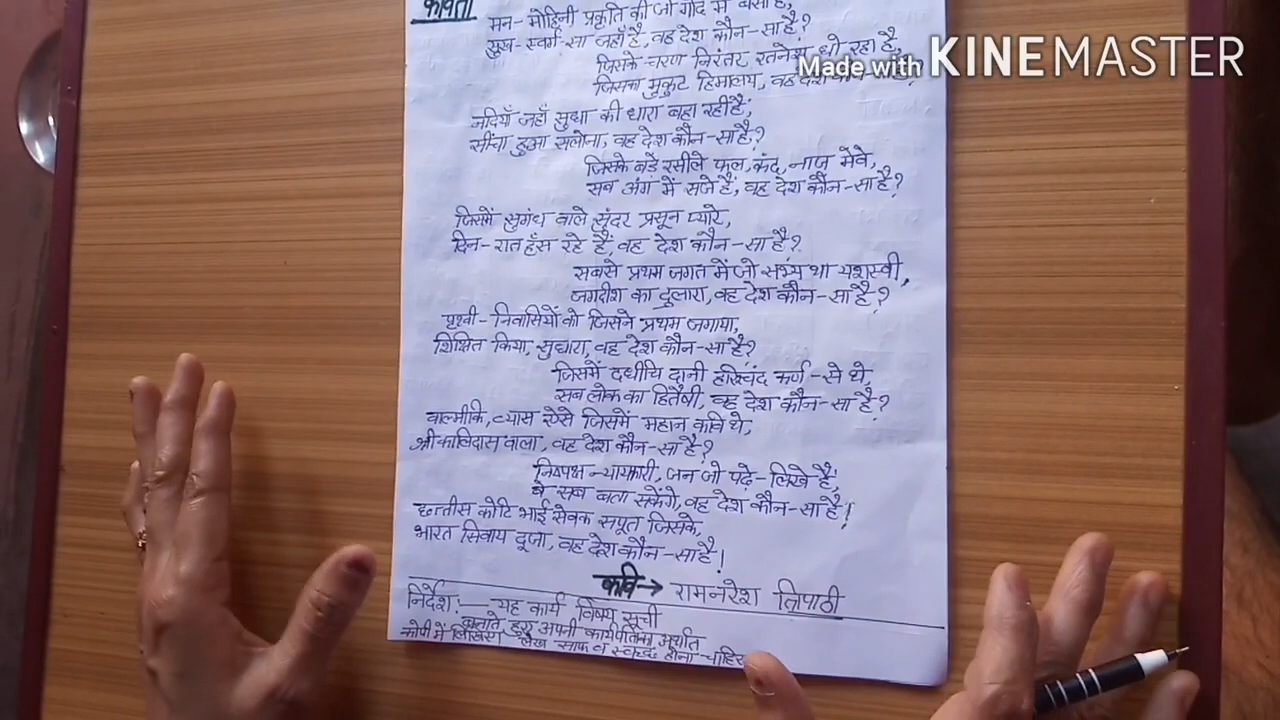 कविता
मन-मोहिनी प्रकृति की जो गोद में बसा है,
सुख-स्वर्ग-सा जहाँ है, वह देश कौन-सा है?
जिसके चरण निरंतर, रतनेश धो रहा है,
जिसका मुकुट हिमालय, वह देश
Made with KINEMASTER
नदियाँ जहाँ सुधा की धारा बहा रही हैं,
सींचा हुआ सलोना, वह देश कौन-सा है?
जिसके बड़े रसीले फल, कंद, नाज मेवे,
सब अंग में सजे हैं, वह देश कौन-सा है?
जिसमें सुगंध वाले सुंदर प्रसून प्यारे,
दिन-रात हँस रहे हैं, वह देश कौन-सा है?
सबसे प्रथम जगत में जो सभ्य था यशस्वी,
जगदीश का दुलारा, वह देश कौन-सा है?
पृथ्वी-निवासियों को जिसने प्रथम जगाया,
शिक्षित किया, सुधारा, वह देश कौन-सा है?
जिसमें दधीचि दानी हरिश्चंद कर्ण-से थे,
सब लोक का हितैषी, वह देश कौन-सा है?
वाल्मीकि, व्यास ऐसे जिसमें महान कवि थे,
श्री कालिदास वाला, वह देश कौन-सा है?
निष्पक्ष न्यायकारी, जन जो पढ़े-लिखे हैं,
वे सब बता सकेंगे, वह देश कौन-सा है!
छत्तीस कोटि भाई सेवक सपूत जिसके,
भारत सिवाय दूजा, वह देश कौन-सा है!
कवि → रामनरेश त्रिपाठी
निर्देश:- यह कार्य विषय सूची
बनाते हुए अपनी कार्यपुस्तिका अर्थात
कॉपी में लिखिए। लेख साफ व स्वच्छ होना चाहिए